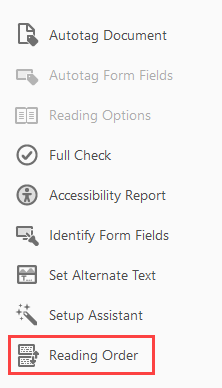 Autotag Document
Autotag Form Fields
Reading Options
Full Check
Accessibility Report
Identify Form Fields
Set Alternate Text
Setup Assistant
Reading Order